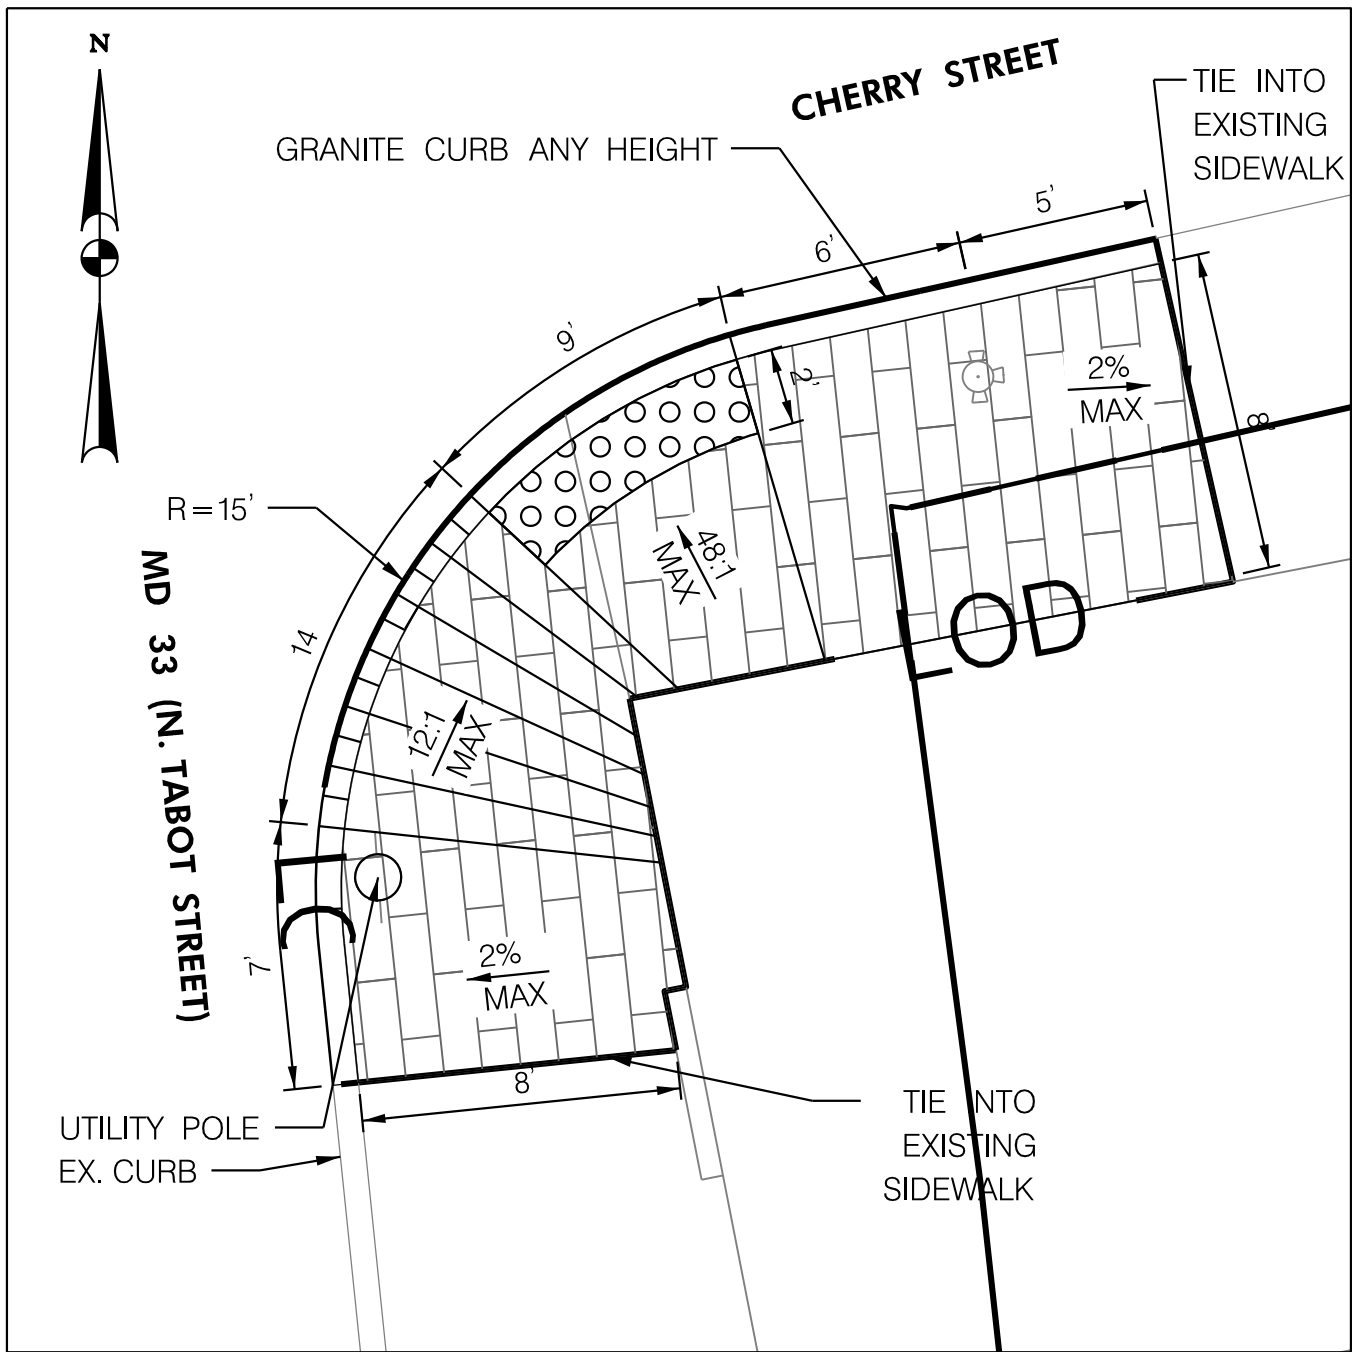 N
CHERRY STREET
TIE INTO
EXISTING
SIDEWALK
GRANITE CURB ANY HEIGHT
5'
6'
9'
2'
2%
MAX
8'
R=15'
48:1
MAX
MD 33 (N. TABOT STREET)
14
12:1
MAX
LOD
7'
2%
MAX
8'
UTILITY POLE
EX. CURB
TIE NTO
EXISTING
SIDEWALK